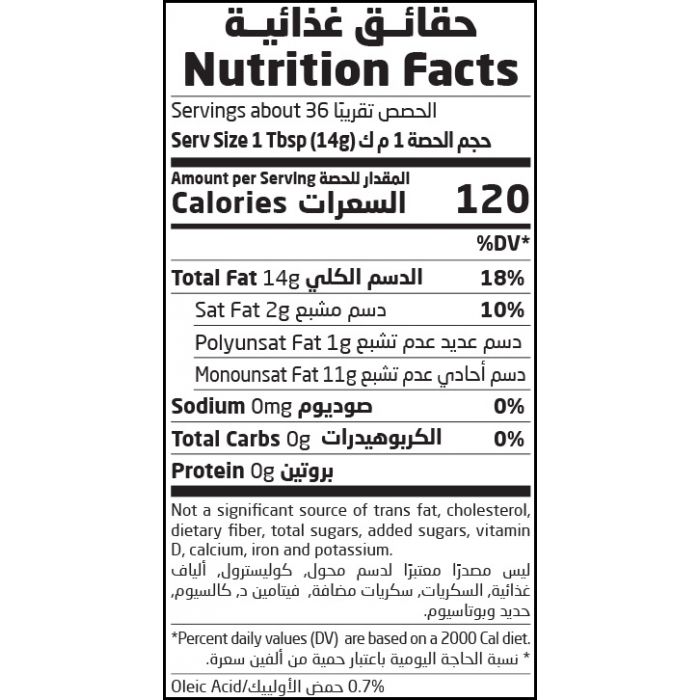 حقائق غذائية
Nutrition Facts
Servings about 36 الحصص تقريبًا
Serv Size 1 Tbsp (14g) حجم الحصة 1 م ك
Amount per Serving المقدار للحصة
Calories السعرات 120
%DV*
Total Fat 14g الدسم الكلي 18%
Sat Fat 2g دسم مشبع 10%
Polyunsat Fat 1g دسم عديد عدم تشبع
Monounsat Fat 11g دسم أحادي عدم تشبع
Sodium 0mg صوديوم 0%
Total Carbs 0g الكربوهيدرات 0%
Protein 0g بروتين
Not a significant source of trans fat, cholesterol,
dietary fiber, total sugars, added sugars, vitamin
D, calcium, iron and potassium.
ليس مصدرًا معتبرًا لدسم محول, كوليسترول, ألياف
غذائية, السكريات, سكريات مضافة, فيتامين د, كالسيوم,
حديد وبوتاسيوم.
*Percent daily values (DV) are based on a 2000 Cal diet.
* نسبة الحاجة اليومية باعتبار حمية من ألفين سعرة.
Oleic Acid/حمض الأولييك 0.7%